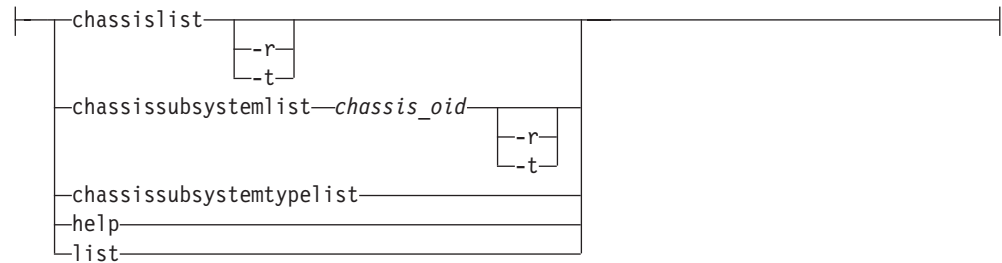 chassislist
-r
-t
chassissubsystemlist chassis_oid
-r
-t
chassissubsystemtypelist
help
list